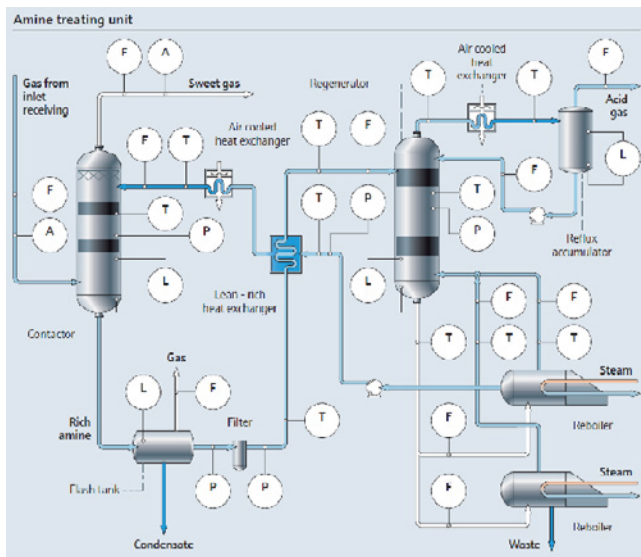 Amine treating unit
F
A
Gas from
inlet
receiving
Sweet gas
Regenerator
Air cooled
heat
exchanger
T
T
F
Acid
gas
F
T
Air cooled
heat exchanger
T
F
L
F
T
A
P
T
P
F
T
P
Reflux
accumulator
L
Lean - rich
heat exchanger
L
Contactor
F
F
T
T
T
Gas
L
F
Rich
amine
Filter
T
Steam
F
Reboiler
Flash tank
P
P
F
Steam
Reboiler
Condensate
Waste